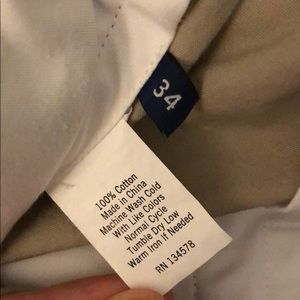 34
100% Cotton
Made in China
Machine Wash Cold
With Like Colors
Normal Cycle
Tumble Dry Low
Warm Iron If Needed
RN 134578